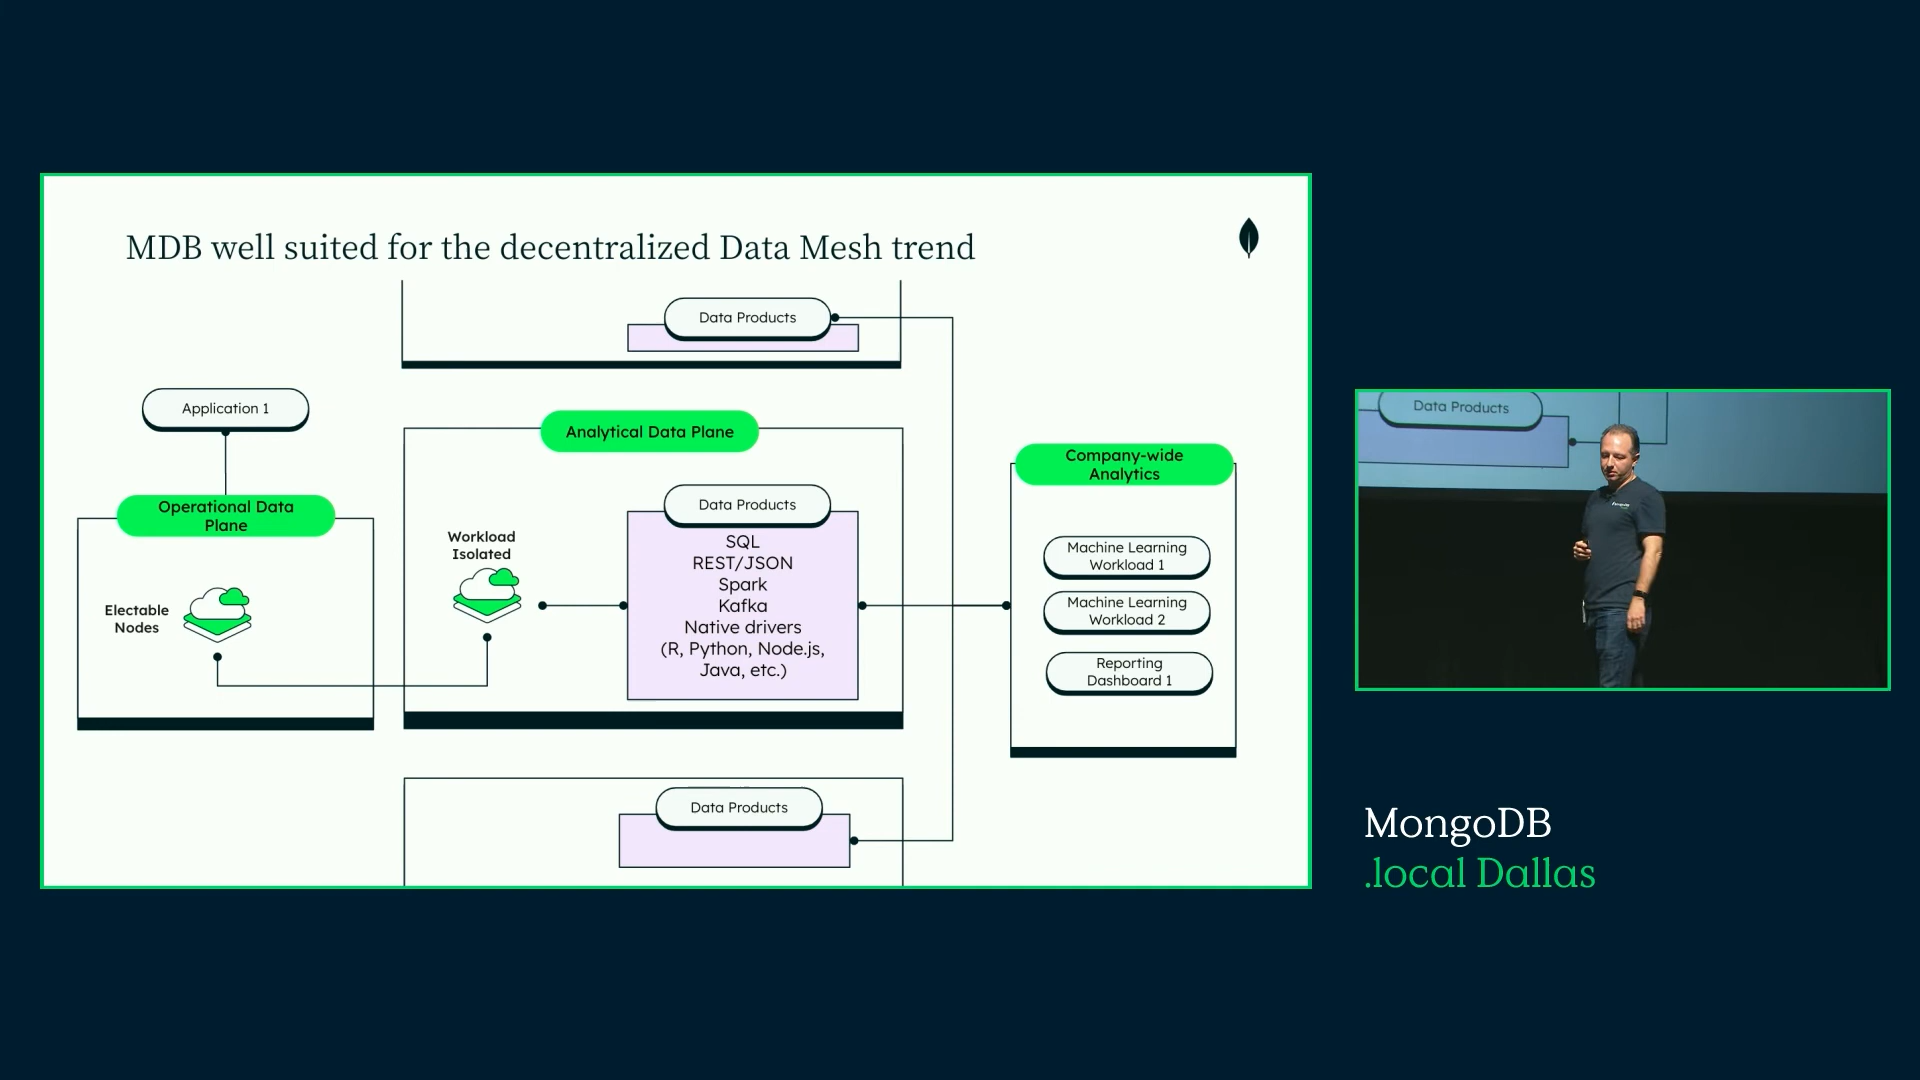 MDB well suited for the decentralized Data Mesh trend
Data Products
Application 1
Analytical Data Plane
Company-wide
Analytics
Operational Data
Plane
Data Products
Workload
Isolated
SQL
REST/JSON
Spark
Kafka
Native drivers
(R, Python, Node.js,
Java, etc.)
Electable
Nodes
Machine Learning
Workload 1
Machine Learning
Workload 2
Reporting
Dashboard 1
Data Products
Data Products
MongoDB
.local Dallas